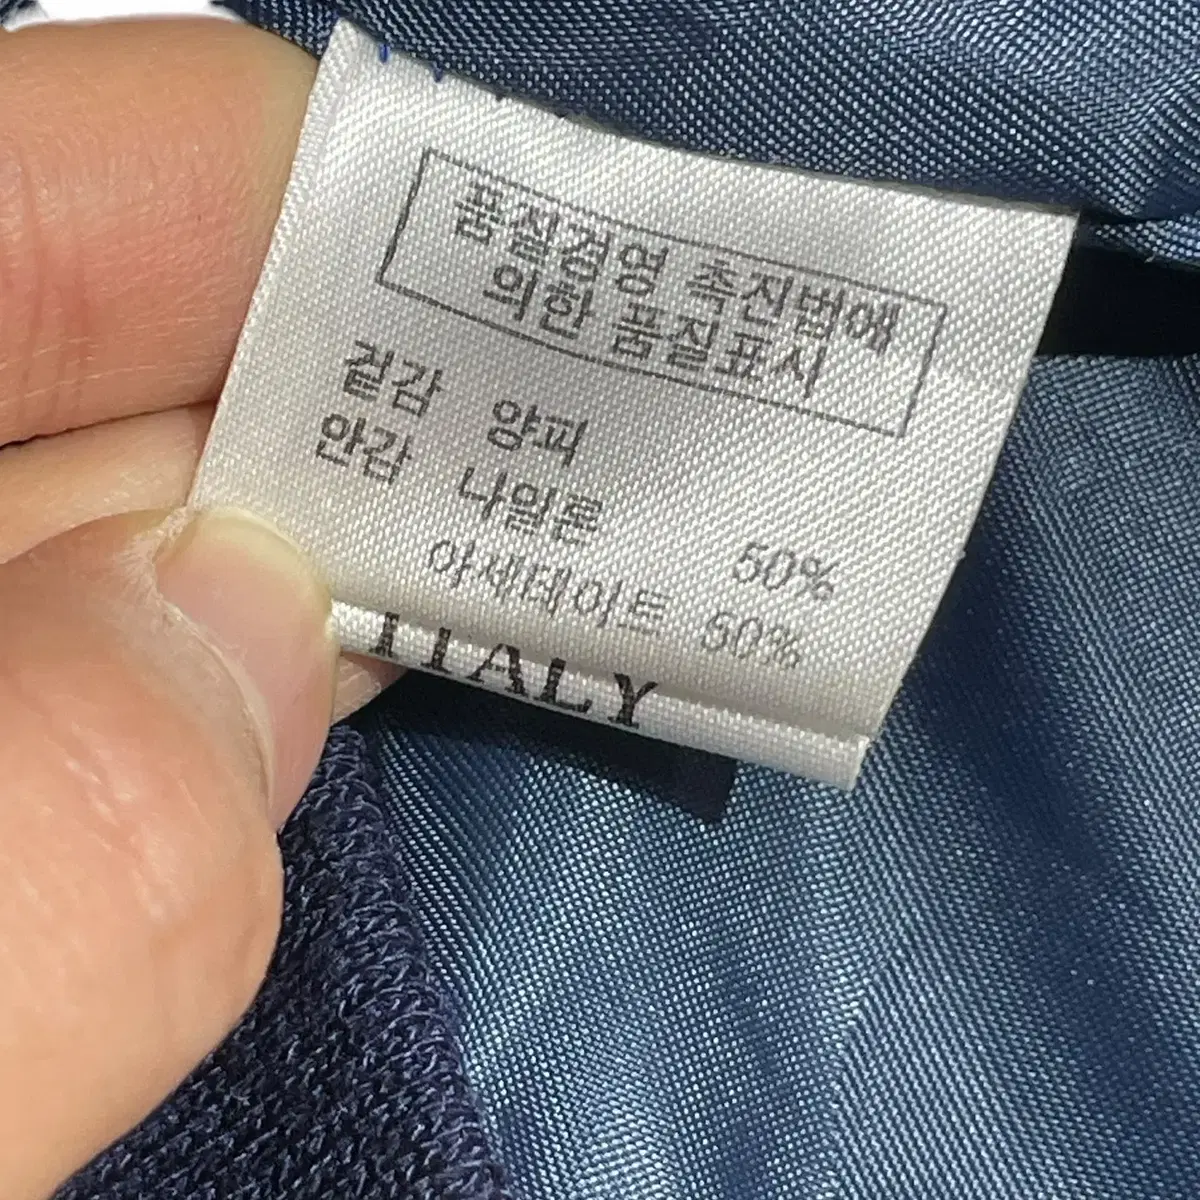 품질경영 촉진법에
의한 품질표시
겉감 양피
안감 나일론 50%
아세테이트 50%
ITALY